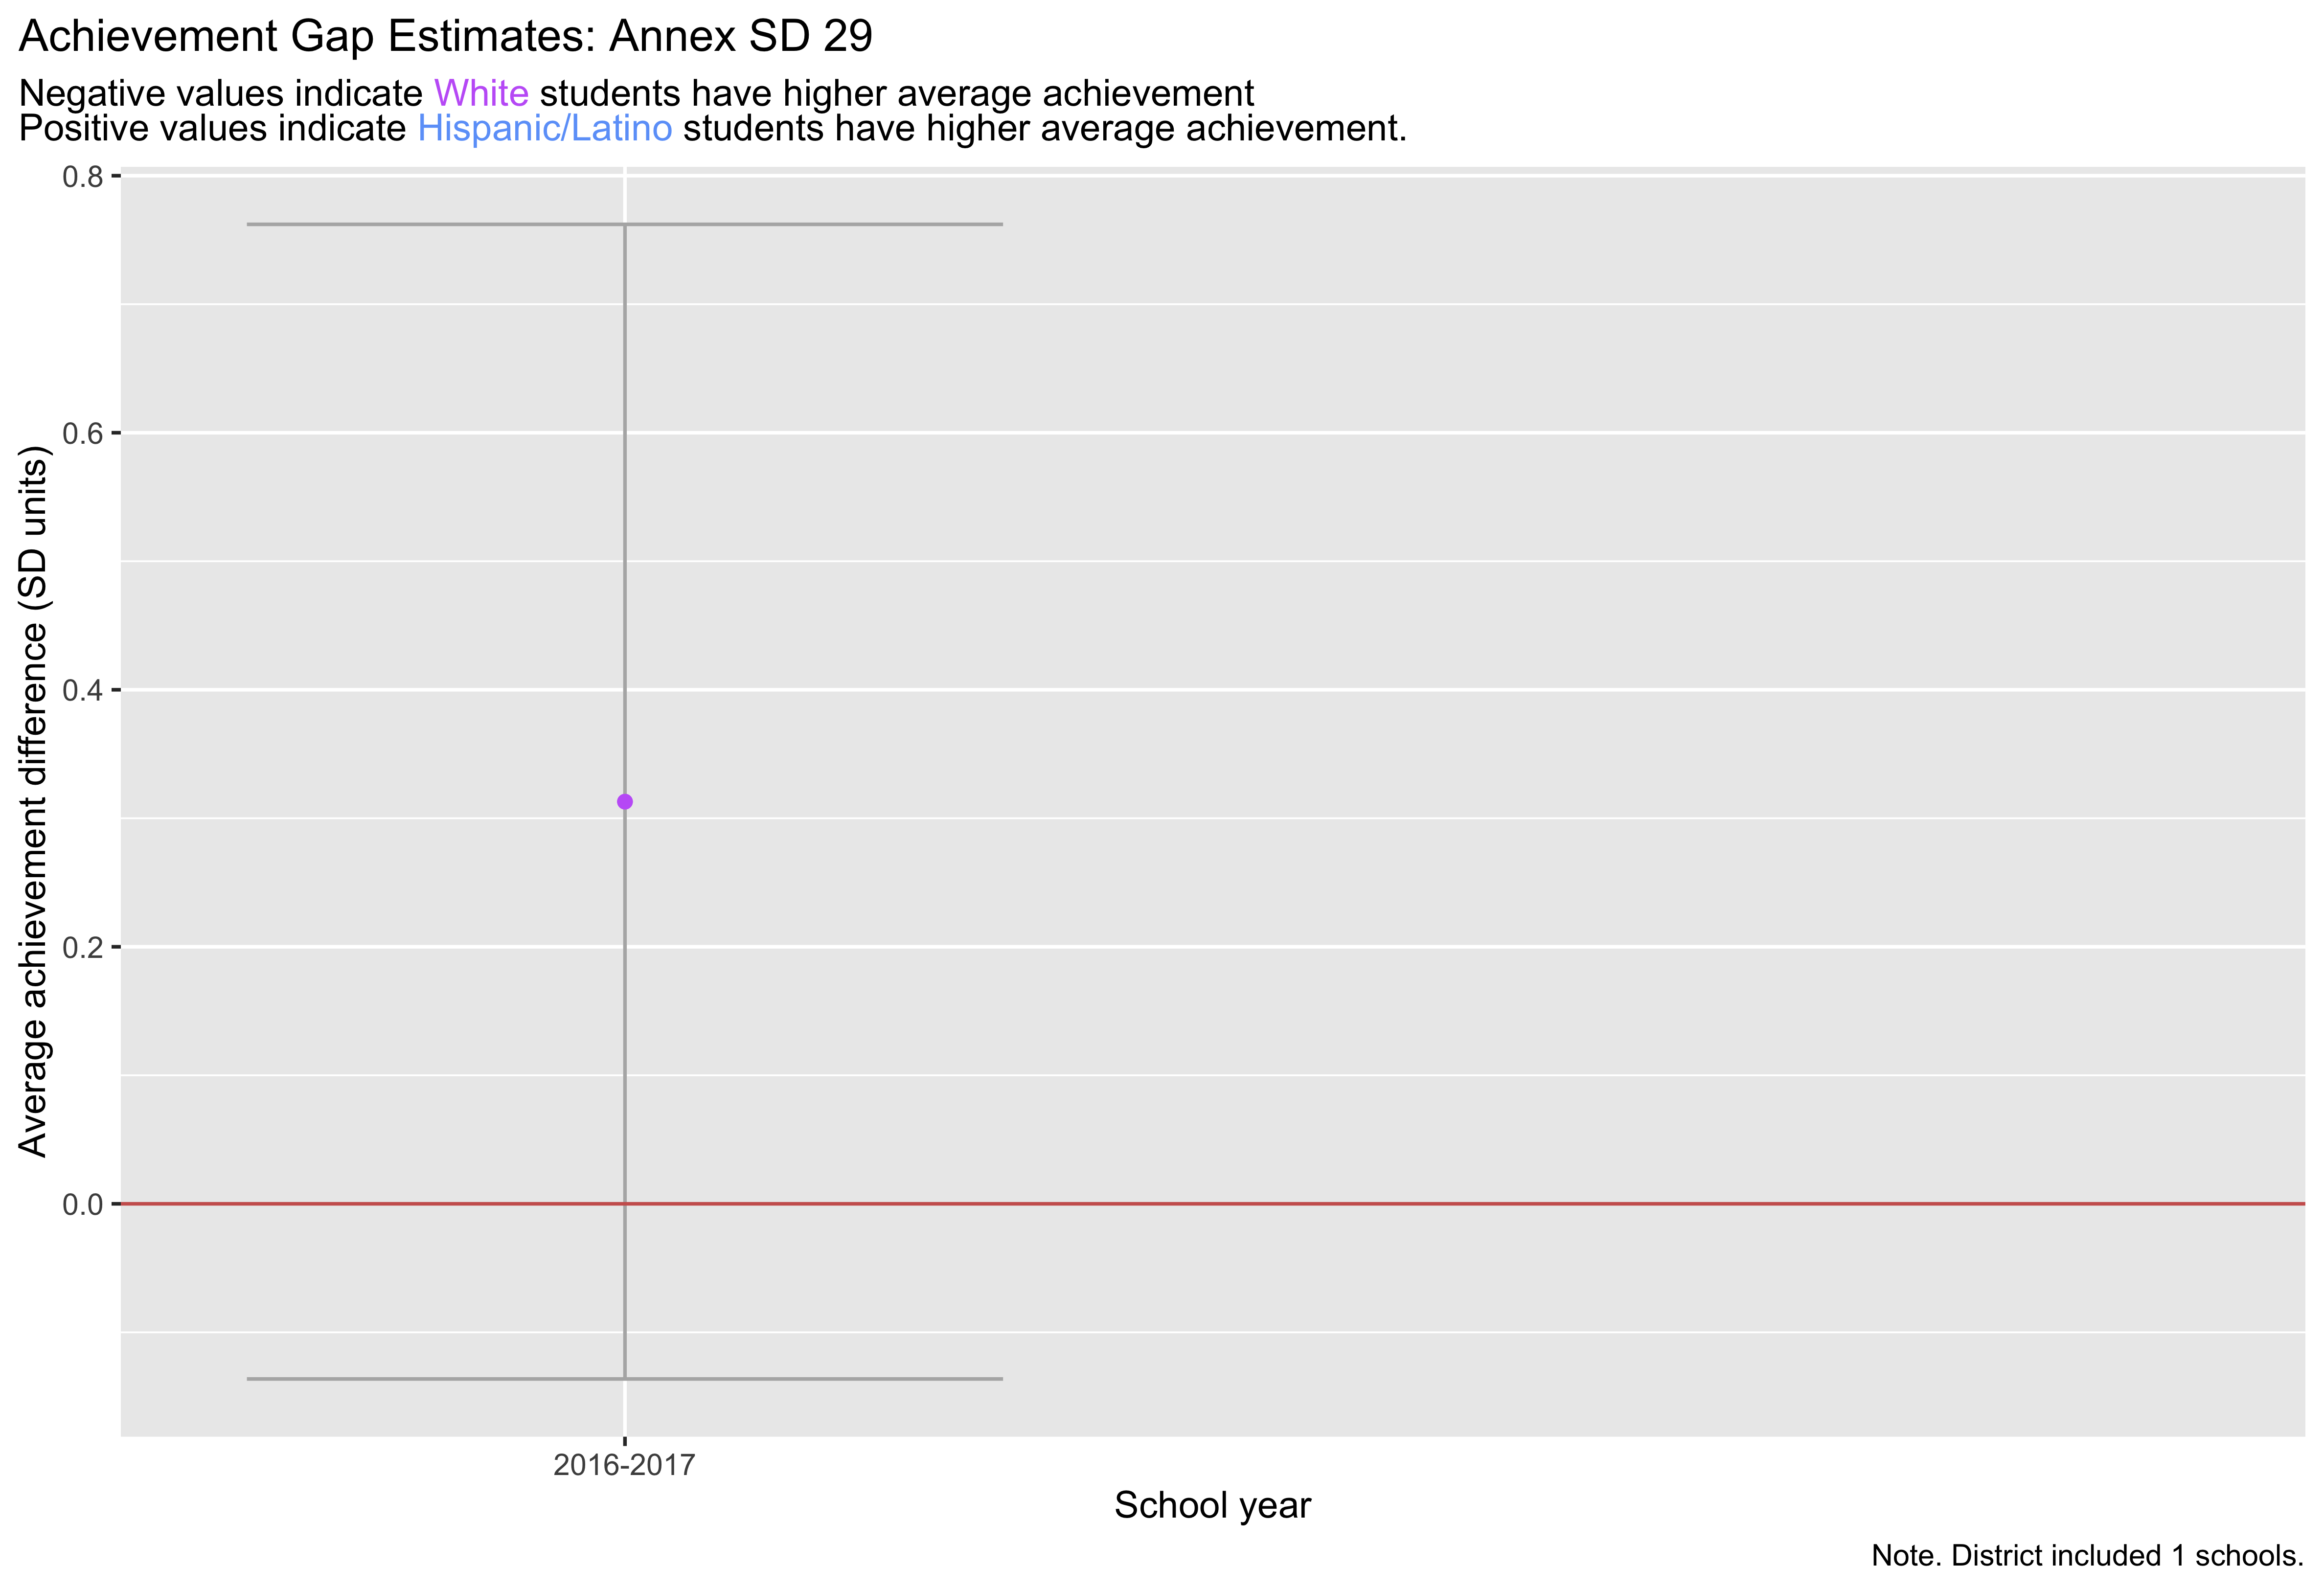 Achievement Gap Estimates: Annex SD 29
Negative values indicate White students have higher average achievement
Positive values indicate Hispanic/Latino students have higher average achievement.
Average achievement difference (SD units)
0.8
0.6
0.4
0.2
0.0
2016-2017
School year
Note. District included 1 schools.